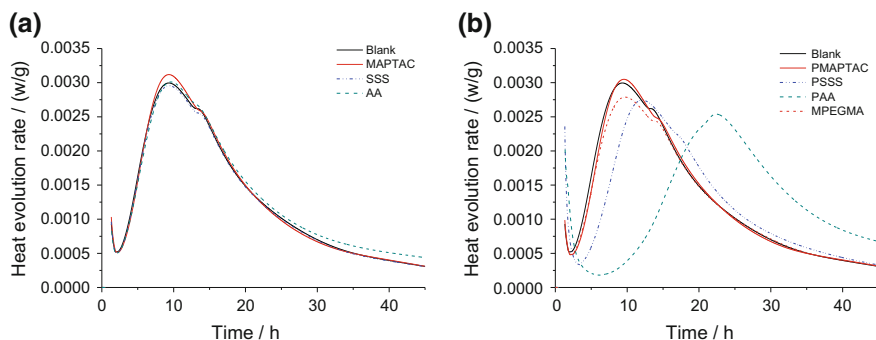 (a)
Heat evolution rate / (w/g)
0.0035
0.0030
0.0025
0.0020
0.0015
0.0010
0.0005
0.0000
0
10
20
30
40
Time / h
Blank
MAPTAC
SSS
AA
(b)
Heat evolution rate / (w/g)
0.0035
0.0030
0.0025
0.0020
0.0015
0.0010
0.0005
0.0000
0
10
20
30
40
Time / h
Blank
PMAPTAC
PSSS
PAA
MPEGMA